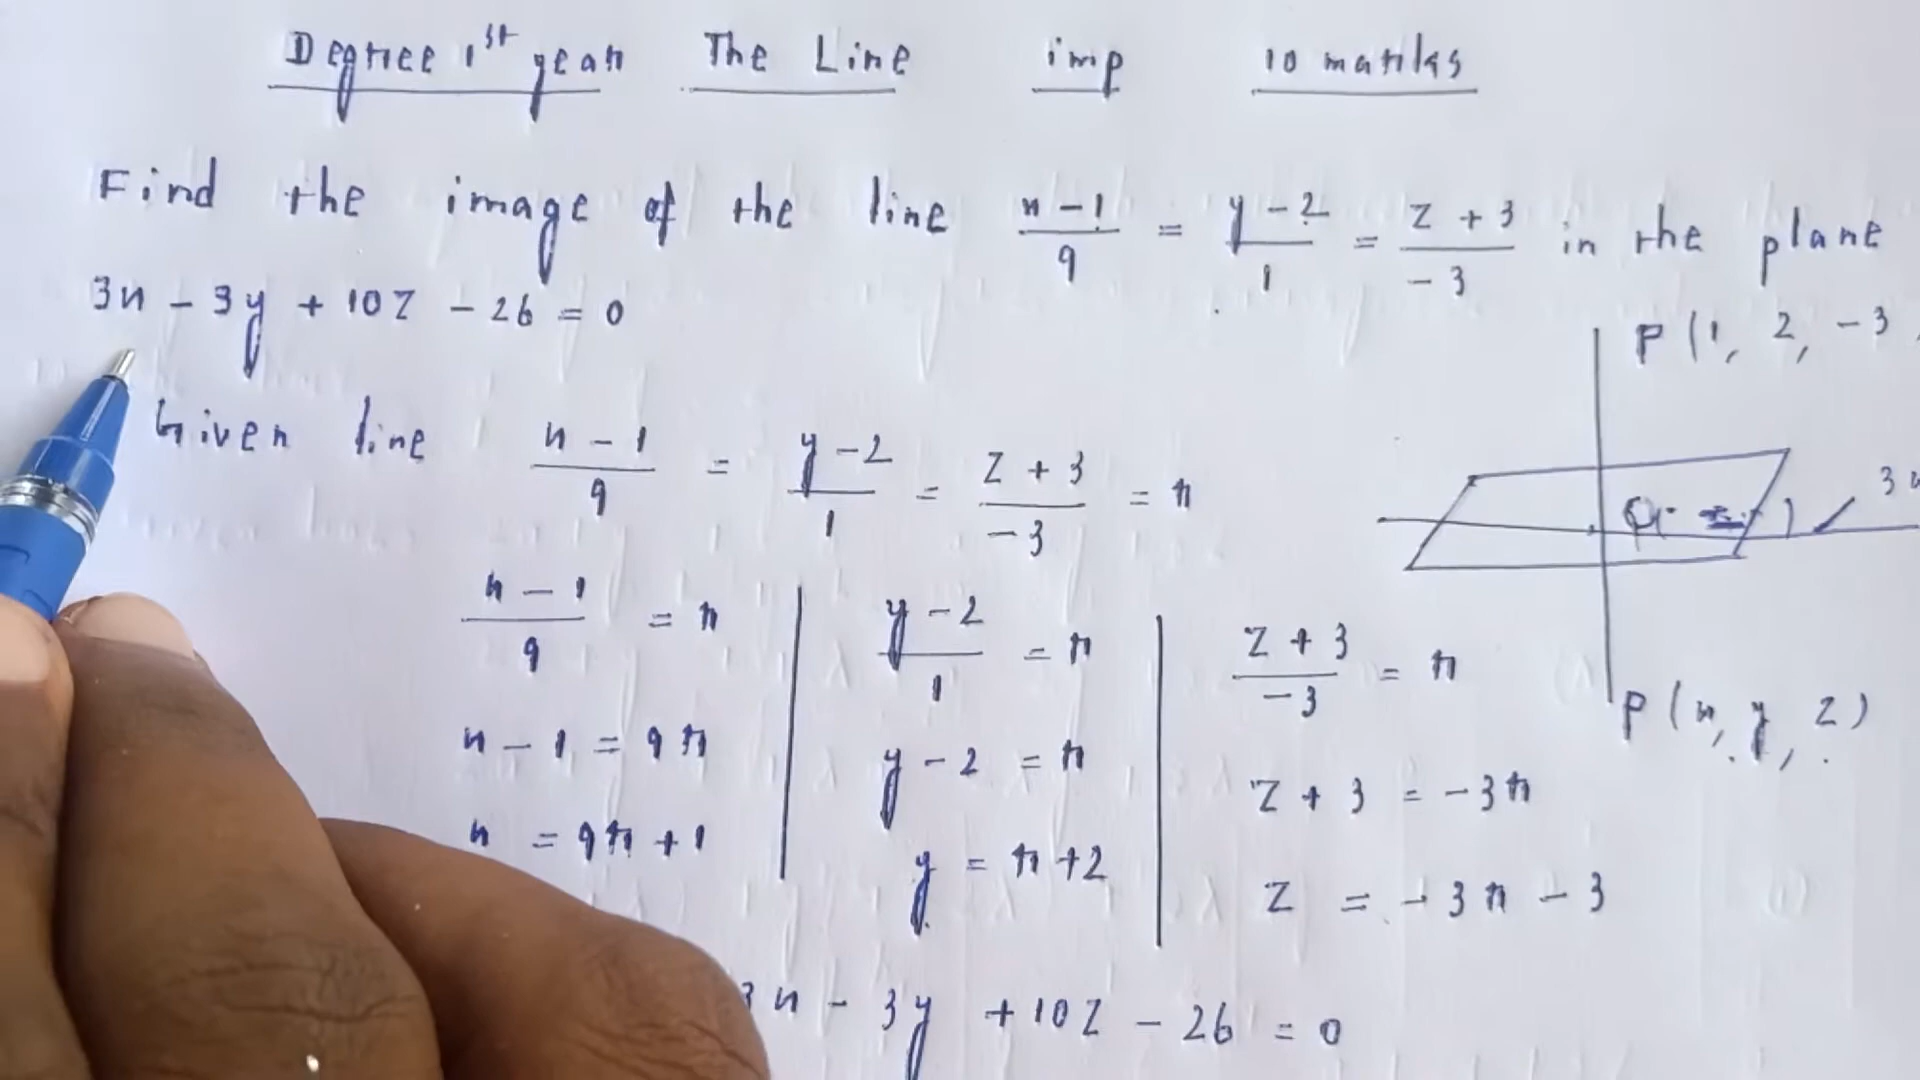 Degree 1st year The Line imp 10 marks
Find the image of the line x - 1 / 9 = y - 2 / 1 = z + 3 / - 3 in the plane
3x - 3y + 10z - 26 = 0
P(1, 2, -3
Given line x - 1 / 9 = y - 2 / 1 = z + 3 / - 3 = r
x - 1 / 9 = r
y - 2 / 1 = r
z + 3 / - 3 = r
P(x, y, z)
x - 1 = 9r
y - 2 = r
z + 3 = -3r
x = 9r + 1
y = r + 2
z = - 3r - 3
3x - 3y + 10z - 26 = 0